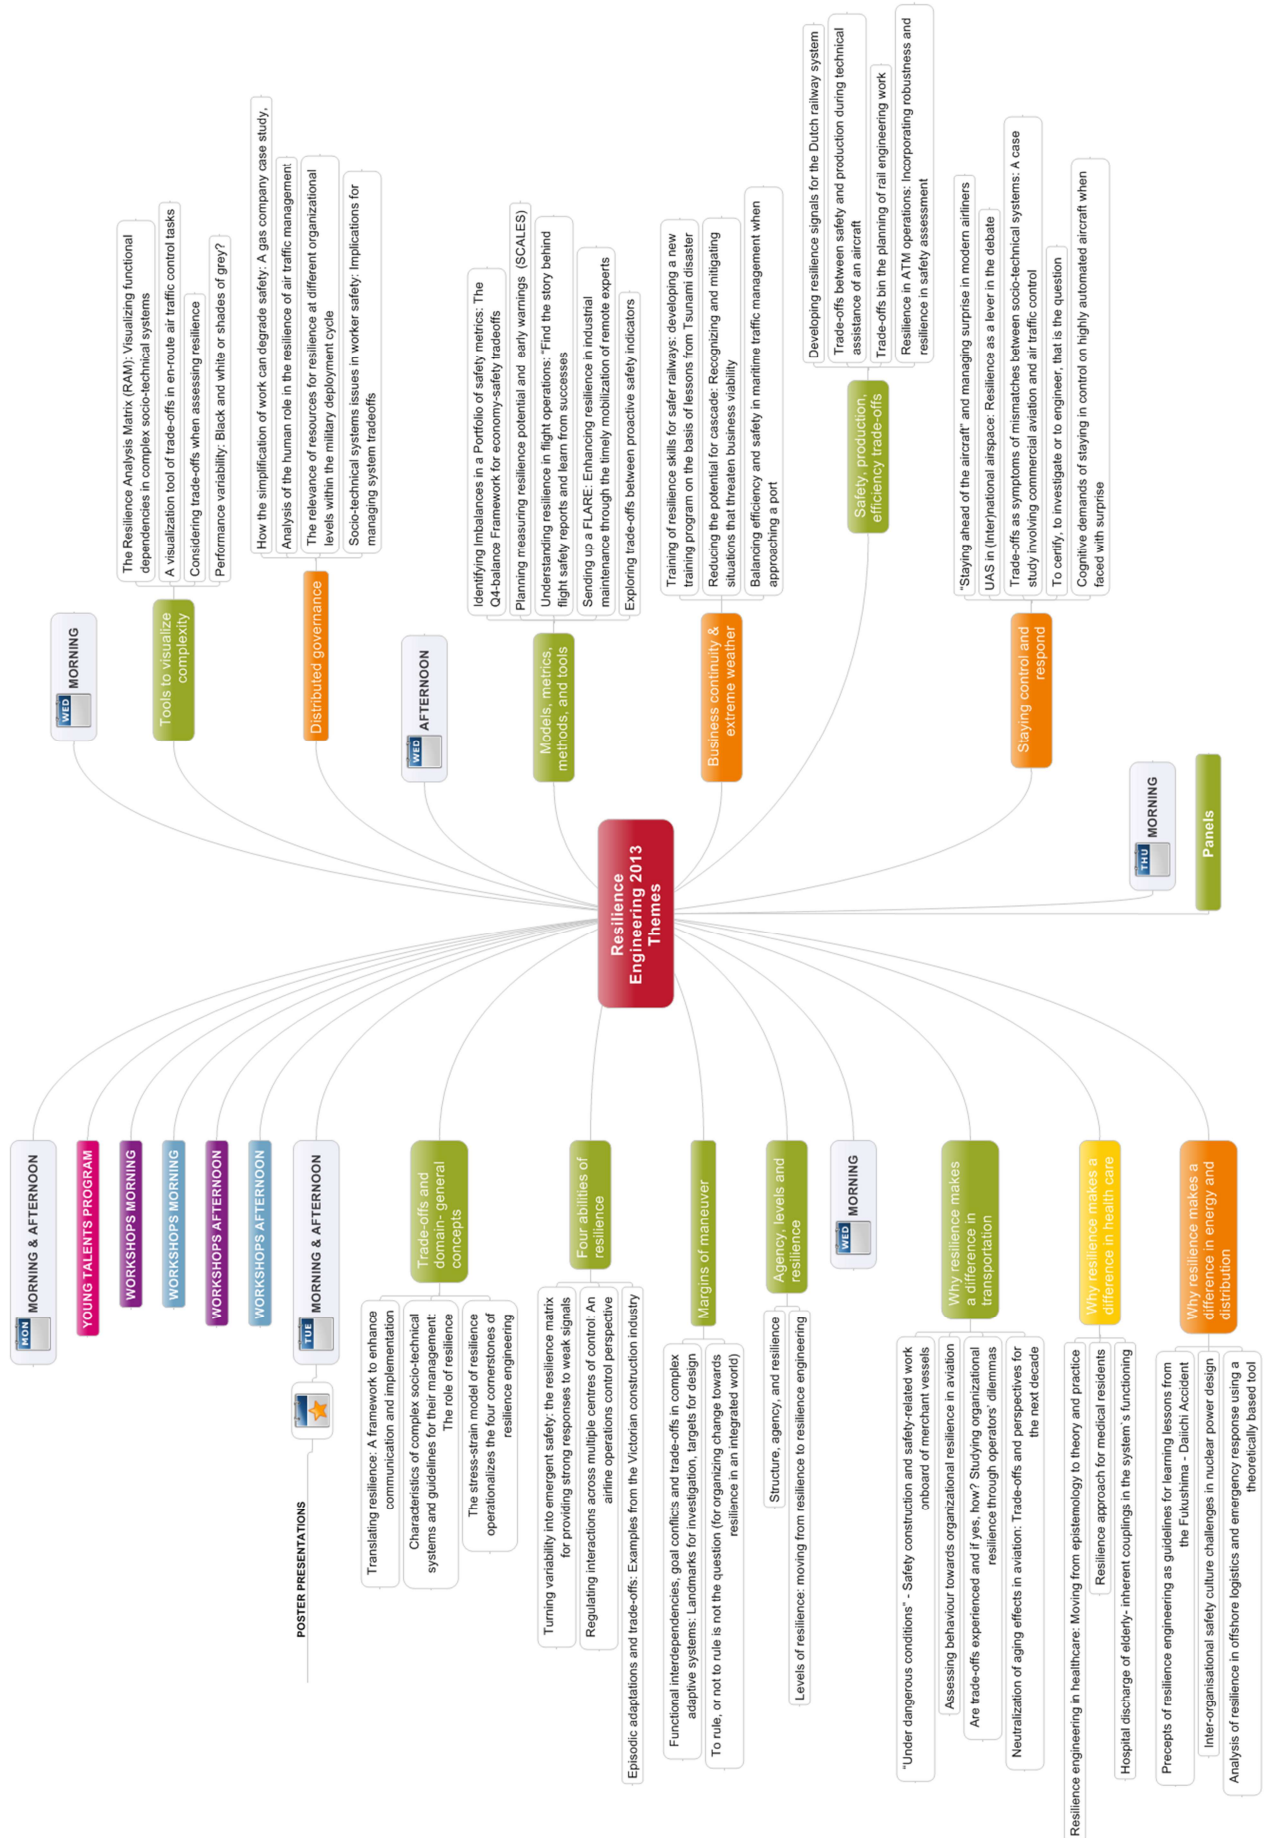 Resilience
Engineering 2013
Themes
MON
MORNING & AFTERNOON
YOUNG TALENTS PROGRAM
WORKSHOPS MORNING
WORKSHOPS MORNING
WORKSHOPS AFTERNOON
WORKSHOPS AFTERNOON
TUE
MORNING & AFTERNOON
POSTER PRESENTATIONS
Trade-offs and
domain- general
concepts
Translating resilience: A framework to enhance
communication and implementation
Characteristics of complex socio-technical
systems and guidelines for their management:
The role of resilience
The stress-strain model of resilience
operationalizes the four cornerstones of
resilience engineering
Four abilities of
resilience
Turning variability into emergent safety: the resilience matrix
for providing strong responses to weak signals
Regulating interactions across multiple centres of control: An
airline operations control perspective
Episodic adaptations and trade-offs: Examples from the Victorian construction industry
Margins of maneuver
Functional interdependencies, goal conflicts and trade-offs in complex
adaptive systems: Landmarks for investigation, targets for design
To rule, or not to rule is not the question (for organizing change towards
resilience in an integrated world)
Agency, levels and
resilience
Structure, agency, and resilience
Levels of resilience: moving from resilience to resilience engineering
WED
MORNING
Why resilience makes
a difference in
transportation
"Under dangerous conditions" - Safety construction and safety-related work
onboard of merchant vessels
Assessing behaviour towards organizational resilience in aviation
Are trade-offs experienced and if yes, how? Studying organizational
resilience through operators´ dilemmas
Neutralization of aging effects in aviation: Trade-offs and perspectives for
the next decade
Why resilience makes a
difference in health care
Resilience engineering in healthcare: Moving from epistemology to theory and practice
Resilience approach for medical residents
Hospital discharge of elderly- inherent couplings in the system`s functioning
Why resilience makes a
difference in energy and
distribution
Precepts of resilience engineering as guidelines for learning lessons from
the Fukushima - Daiichi Accident
Inter-organisational safety culture challenges in nuclear power design
Analysis of resilience in offshore logistics and emergency response using a
theoretically based tool
WED
MORNING
Tools to visualize
complexity
The Resilience Analysis Matrix (RAM): Visualizing functional
dependencies in complex socio-technical systems
A visualization tool of trade-offs in en-route air traffic control tasks
Considering trade-offs when assessing resilience
Performance variability: Black and white or shades of grey?
Distributed governance
How the simplification of work can degrade safety: A gas company case study,
Analysis of the human role in the resilience of air traffic management
The relevance of resources for resilience at different organizational
levels within the military deployment cycle
Socio-technical systems issues in worker safety: Implications for
managing system tradeoffs
WED
AFTERNOON
Models, metrics,
methods, and tools
Identifying Imbalances in a Portfolio of safety metrics: The
Q4-balance Framework for economy-safety tradeoffs
Planning measuring resilience potential and early warnings (SCALES)
Understanding resilience in flight operations: "Find the story behind
flight safety reports and learn from successes
Sending up a FLARE: Enhancing resilience in industrial
maintenance through the timely mobilization of remote experts
Exploring trade-offs between proactive safety indicators
Business continuity &
extreme weather
Training of resilience skills for safer railways: developing a new
training program on the basis of lessons from Tsunami disaster
Reducing the potential for cascade: Recognizing and mitigating
situations that threaten business viability
Balancing efficiency and safety in maritime traffic management when
approaching a port
Safety, production,
efficiency trade-offs
Developing resilience signals for the Dutch railway system
Trade-offs between safety and production during technical
assistance of an aircraft
Trade-offs bin the planning of rail engineering work
Resilience in ATM operations: Incorporating robustness and
resilience in safety assessment
Staying control and
respond
"Staying ahead of the aircraft" and managing surprise in modern airliners
UAS in (Inter)national airspace: Resilience as a lever in the debate
Trade-offs as symptoms of mismatches between socio-technical systems: A case
study involving commercial aviation and air traffic control
To certify, to investigate or to engineer, that is the question
Cognitive demands of staying in control on highly automated aircraft when
faced with surprise
THU
MORNING
Panels